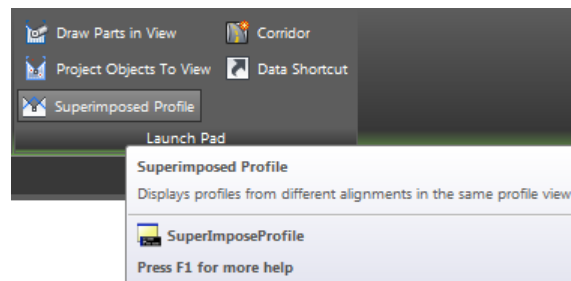 Draw Parts in View
Corridor
Project Objects To View
Data Shortcut
Superimposed Profile
Launch Pad
Superimposed Profile
Displays profiles from different alignments in the same profile view
SuperImposeProfile
Press F1 for more help